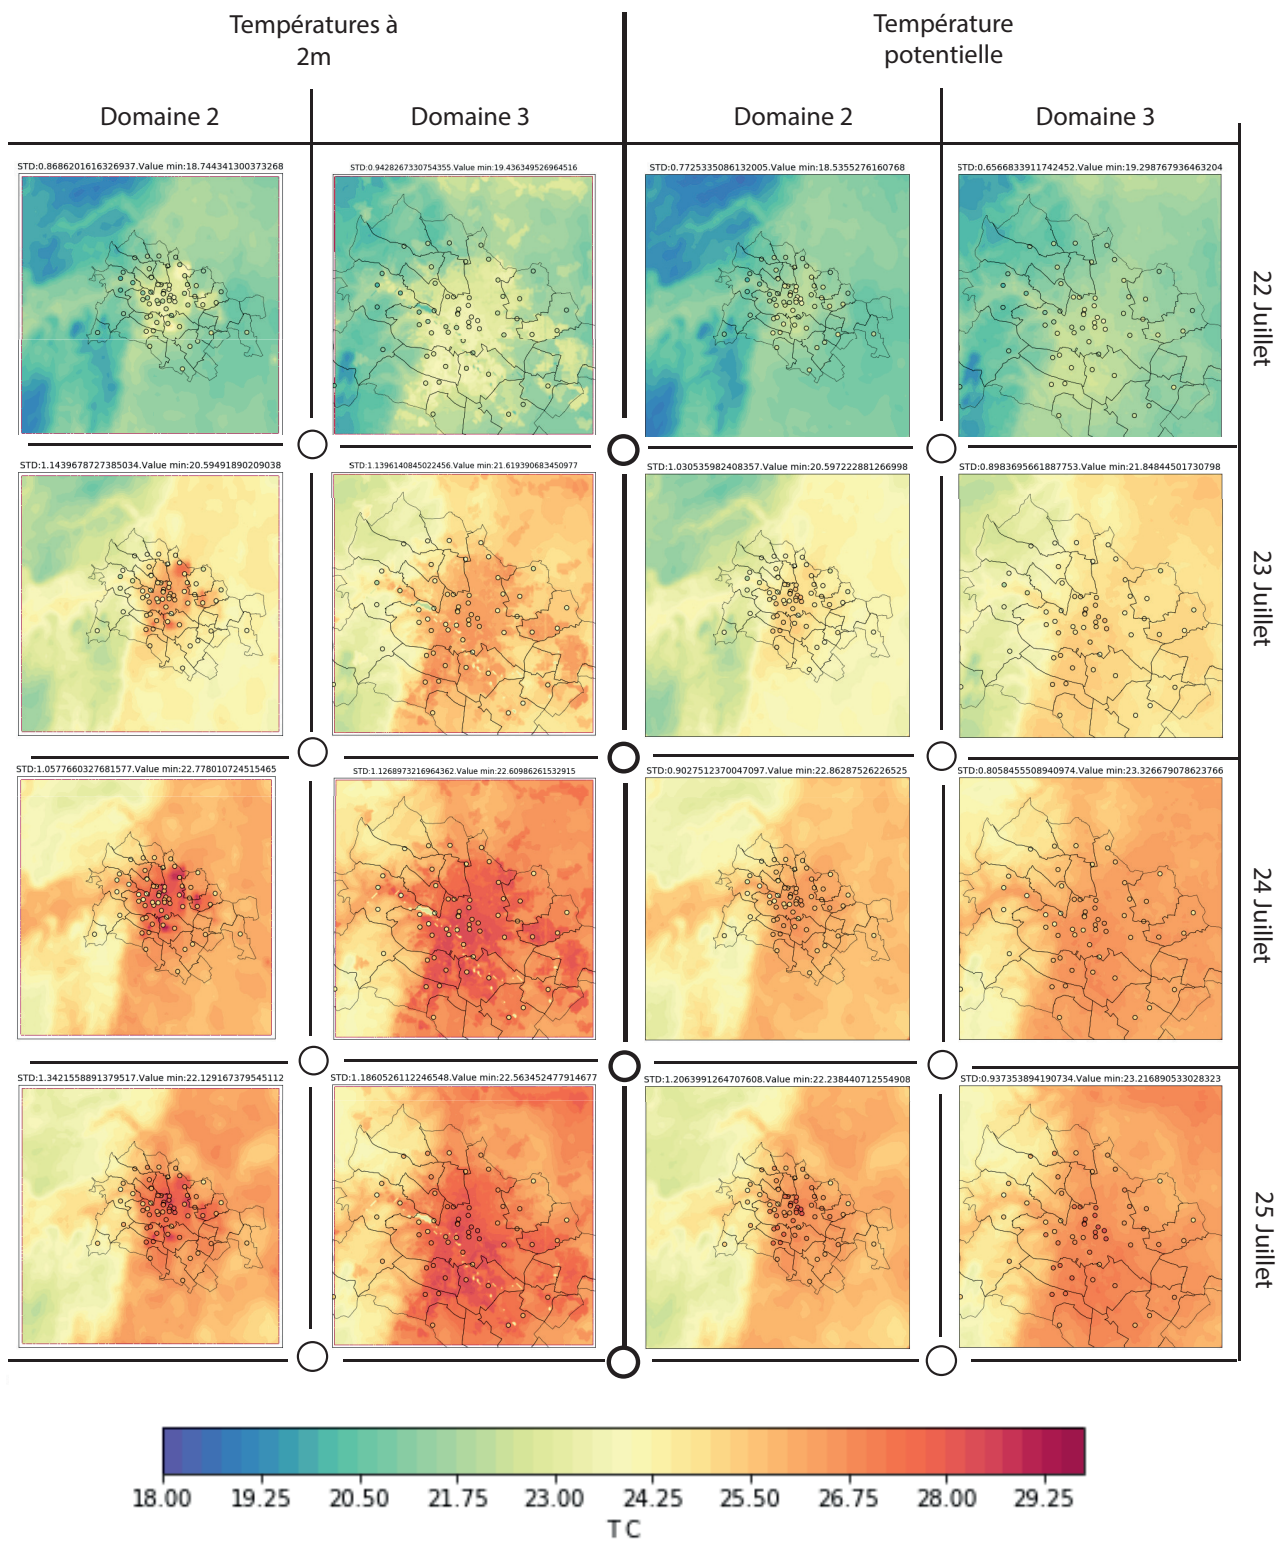 Températures à
2m
Température
potentielle
Domaine 2
Domaine 3
Domaine 2
Domaine 3
STD:0.8686201616326937.Value min:18.744341300373268
STD:0.9428267330754355.Value min:19.436349526964516
STD:0.7725335086132005.Value min:18.5355276160768
STD:0.6566833911742452.Value min:19.298767936463204
22 Juillet
STD:1.1439678727385034.Value min:20.59491890209038
STD:1.1396140845022456.Value min:21.619390683450977
STD:1.030535982408357.Value min:20.597222881266998
STD:0.8983695661887753.Value min:21.84844501730798
23 Juillet
STD:1.0577660327681577.Value min:22.778010724515465
STD:1.1268973216964362.Value min:22.60986261532915
STD:0.9027512370047097.Value min:22.86287526226525
STD:0.8058455508940974.Value min:23.326679078623766
24 Juillet
STD:1.3421558891379517.Value min:22.129167379545112
STD:1.1860526112246548.Value min:22.563452477914677
STD:1.2063991264707608.Value min:22.238440712554908
STD:0.937353894190734.Value min:23.216890533028323
25 Juillet
18.00 19.25 20.50 21.75 23.00 24.25 25.50 26.75 28.00 29.25
T C